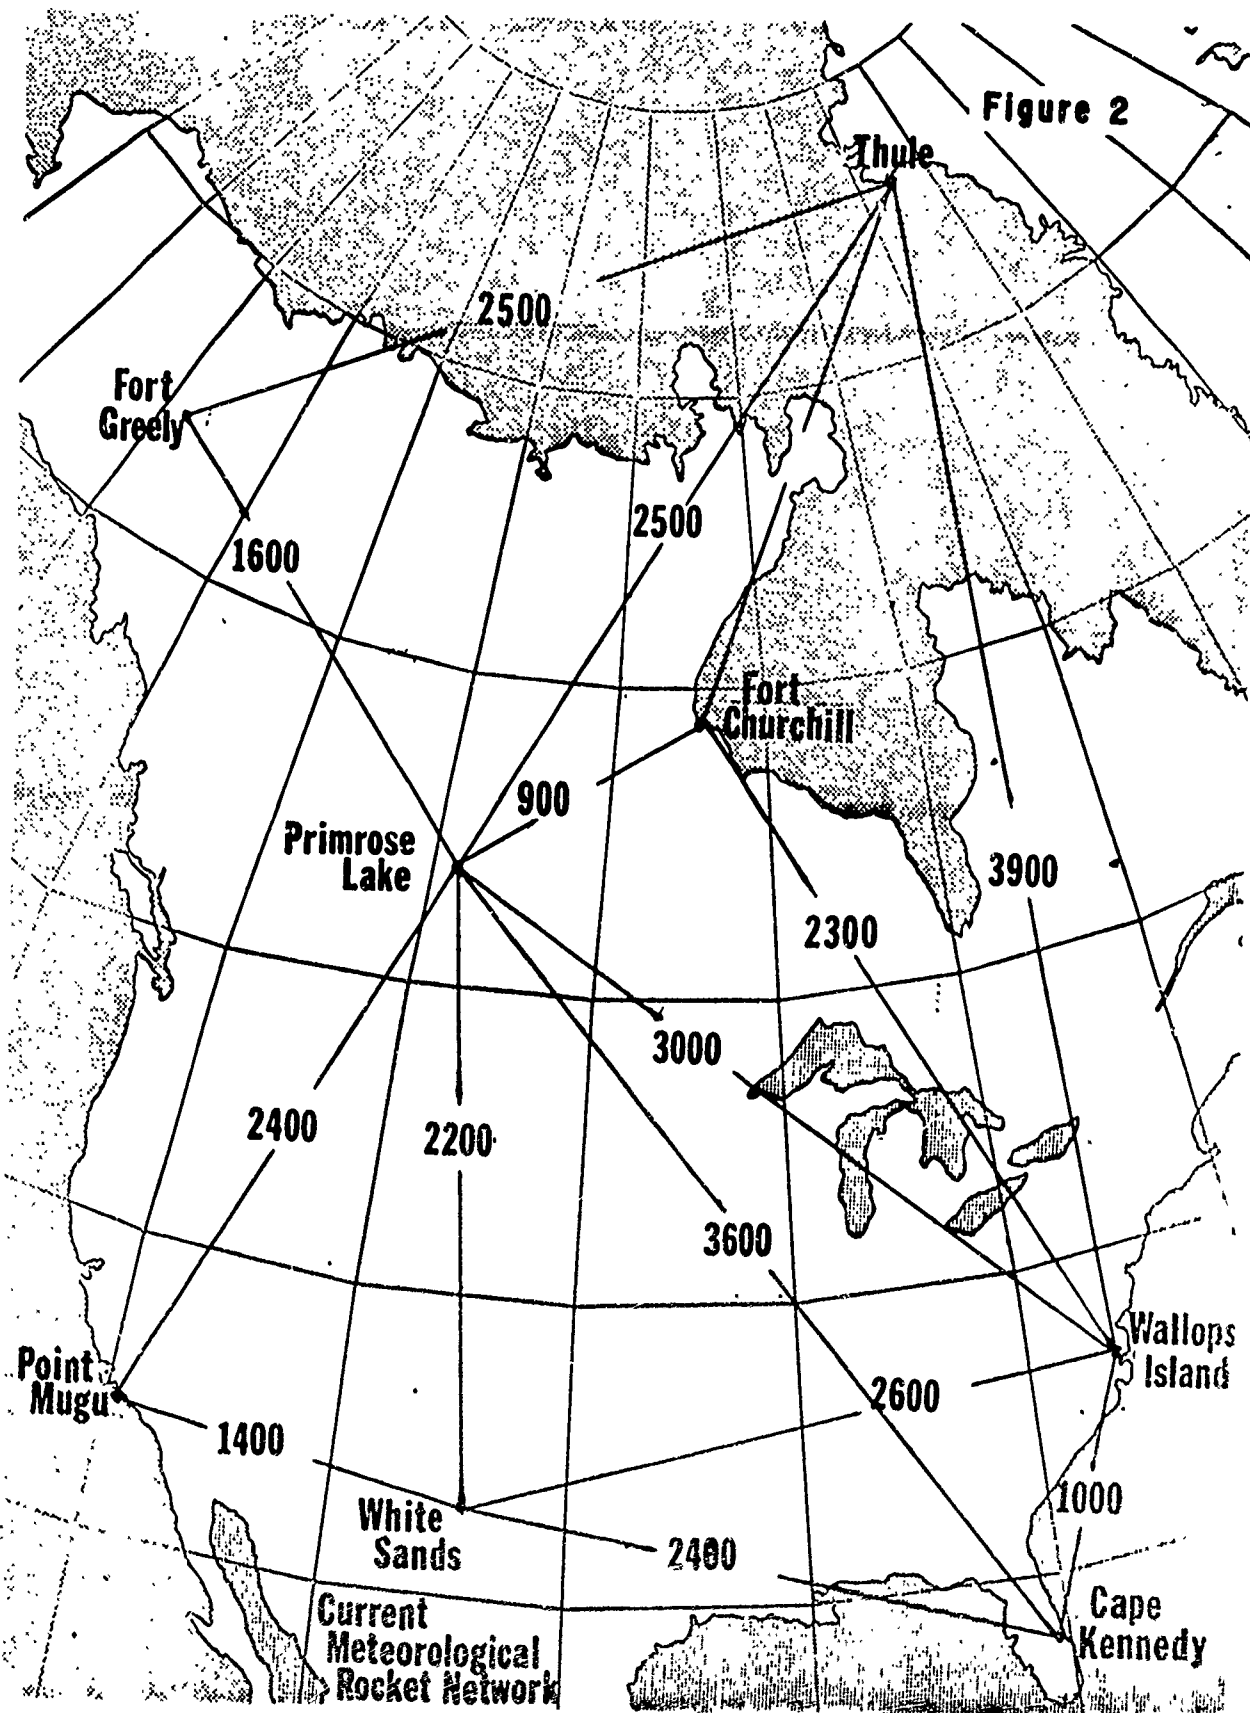 Figure 2
Thule
2500
Fort
Greely
2500
1600
Fort
Churchill
900
Primrose
Lake
3900
2300
3000
2400
2200
3600
Wallops
Island
Point
Mugu
2600
1400
1000
White
Sands
2400
Cape
Kennedy
Current
Meteorological
Rocket Network